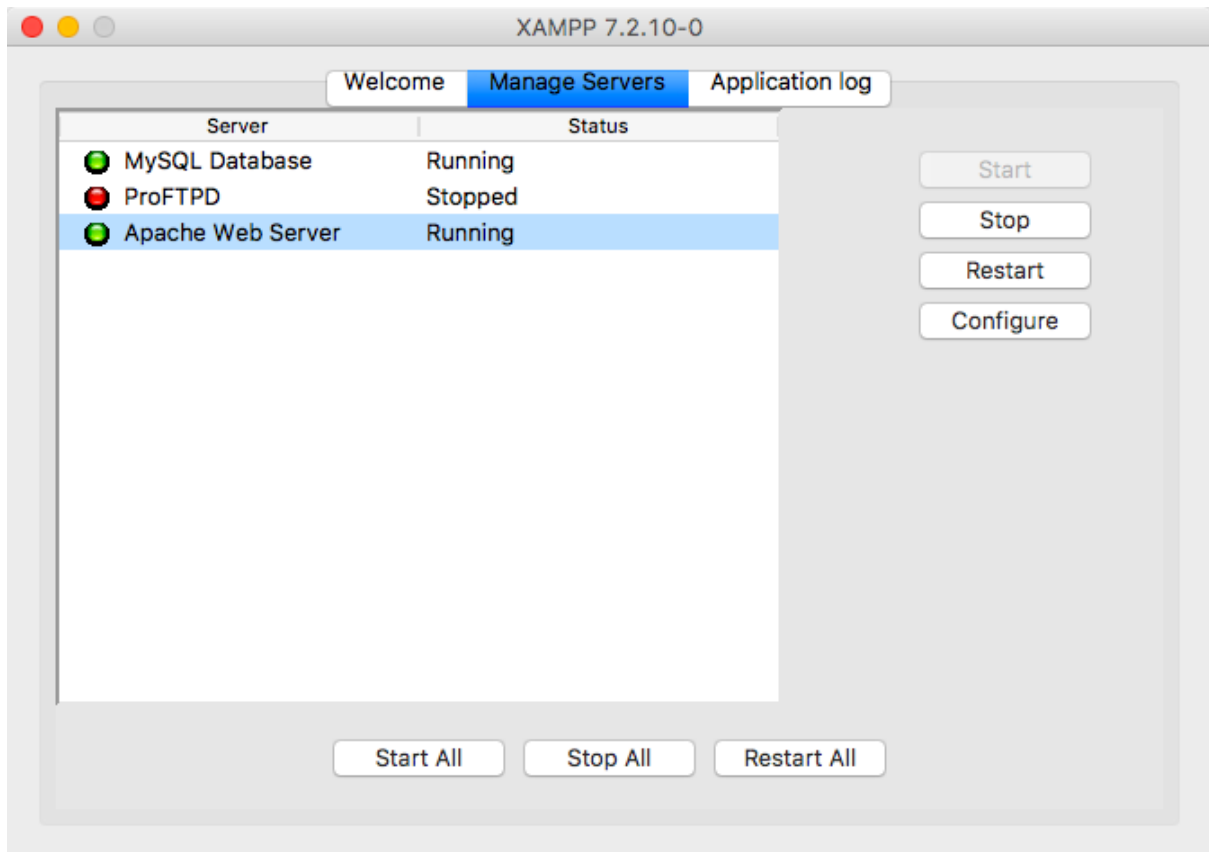 XAMPP 7.2.10-0
Welcome Manage Servers Application log
Server Status
MySQL Database Running
ProFTPD Stopped
Apache Web Server Running
Start
Stop
Restart
Configure
Start All Stop All Restart All